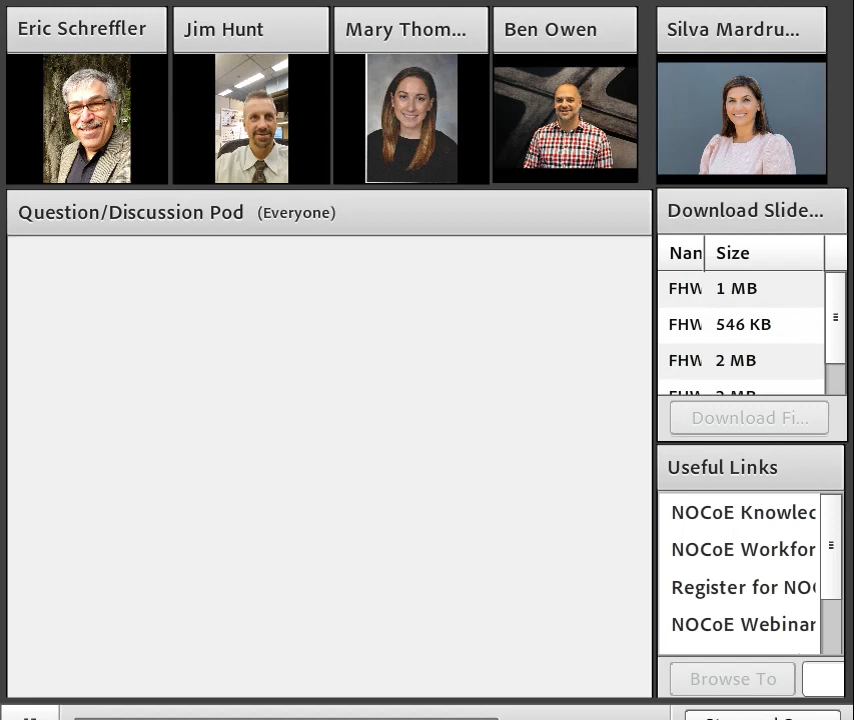 Eric Schreffler
Jim Hunt
Mary Thom...
Ben Owen
Silva Mardru...
Question/Discussion Pod (Everyone)
Download Slide...
Nan Size
FHW 1 MB
FHW 546 KB
FHW 2 MB
Download Fi...
Useful Links
NOCoE Knowlec
NOCoE Workfor
Register for NO
NOCoE Webinar
Browse To